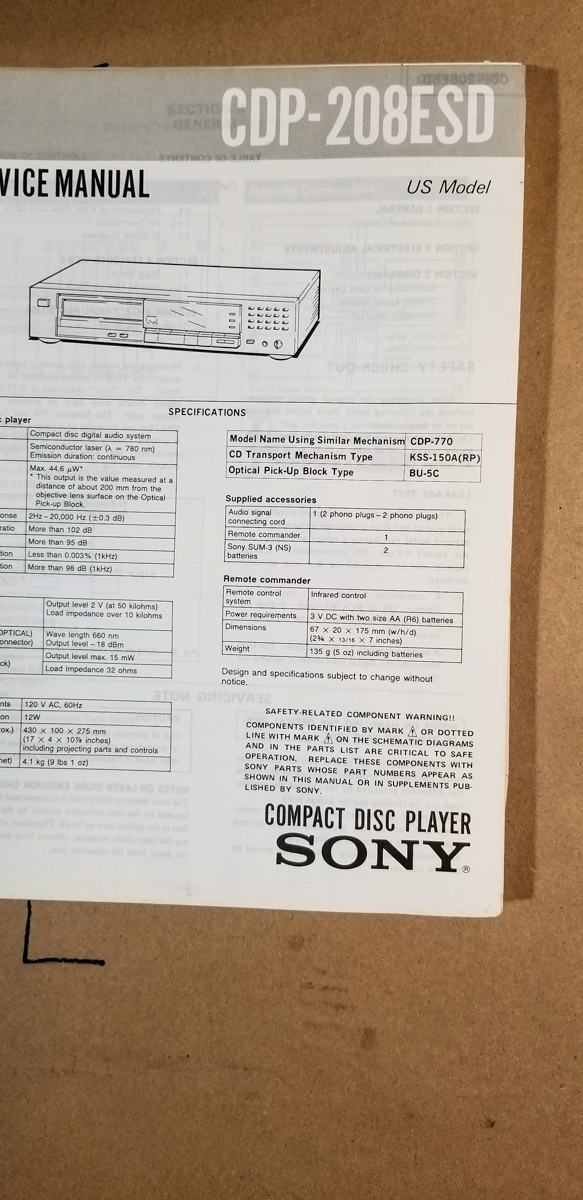 CDP-208ESD
VICE MANUAL
US Model
SPECIFICATIONS
player
Compact disc digital audio system
Semiconductor laser (λ = 780 nm)
Emission duration: continuous
Max. 44.6 μW*
* This output is the value measured at a
distance of about 200 mm from the
objective lens surface on the Optical
Pick-up Block.
onse 2Hz – 20,000 Hz (±0.3 dB)
ratio More than 102 dB
More than 95 dB
tion Less than 0.003% (1kHz)
tion More than 98 dB (1kHz)
Output level 2 V (at 50 kilohms)
Load impedance over 10 kilohms
OPTICAL) Wave length 660 nm
onnector) Output level – 18 dBm
Output level max. 15 mW
ck) Load Impedance 32 ohms
nts 120 V AC, 60Hz
on 12W
rox.) 430 × 100 × 275 mm
(17 × 4 × 10⅞ inches)
including projecting parts and controls
net) 4.1 kg (9 lbs 1 oz)
Model Name Using Similar Mechanism CDP-770
CD Transport Mechanism Type KSS-150A(RP)
Optical Pick-Up Block Type BU-5C
Supplied accessories
Audio signal
connecting cord 1 (2 phono plugs – 2 phono plugs)
Remote commander 1
Sony SUM-3 (NS)
batteries 2
Remote commander
Remote control
system Infrared control
Power requirements 3 V DC with two size AA (R6) batteries
Dimensions 67 × 20 × 175 mm (w/h/d)
(2¾ × 13/16 × 7 inches)
Weight 135 g (5 oz) including batteries
Design and specifications subject to change without
notice.
SAFETY-RELATED COMPONENT WARNING!!
COMPONENTS IDENTIFIED BY MARK ⚠ OR DOTTED
LINE WITH MARK ⚠ ON THE SCHEMATIC DIAGRAMS
AND IN THE PARTS LIST ARE CRITICAL TO SAFE
OPERATION. REPLACE THESE COMPONENTS WITH
SONY PARTS WHOSE PART NUMBERS APPEAR AS
SHOWN IN THIS MANUAL OR IN SUPPLEMENTS PUB-
LISHED BY SONY.
COMPACT DISC PLAYER
SONY®